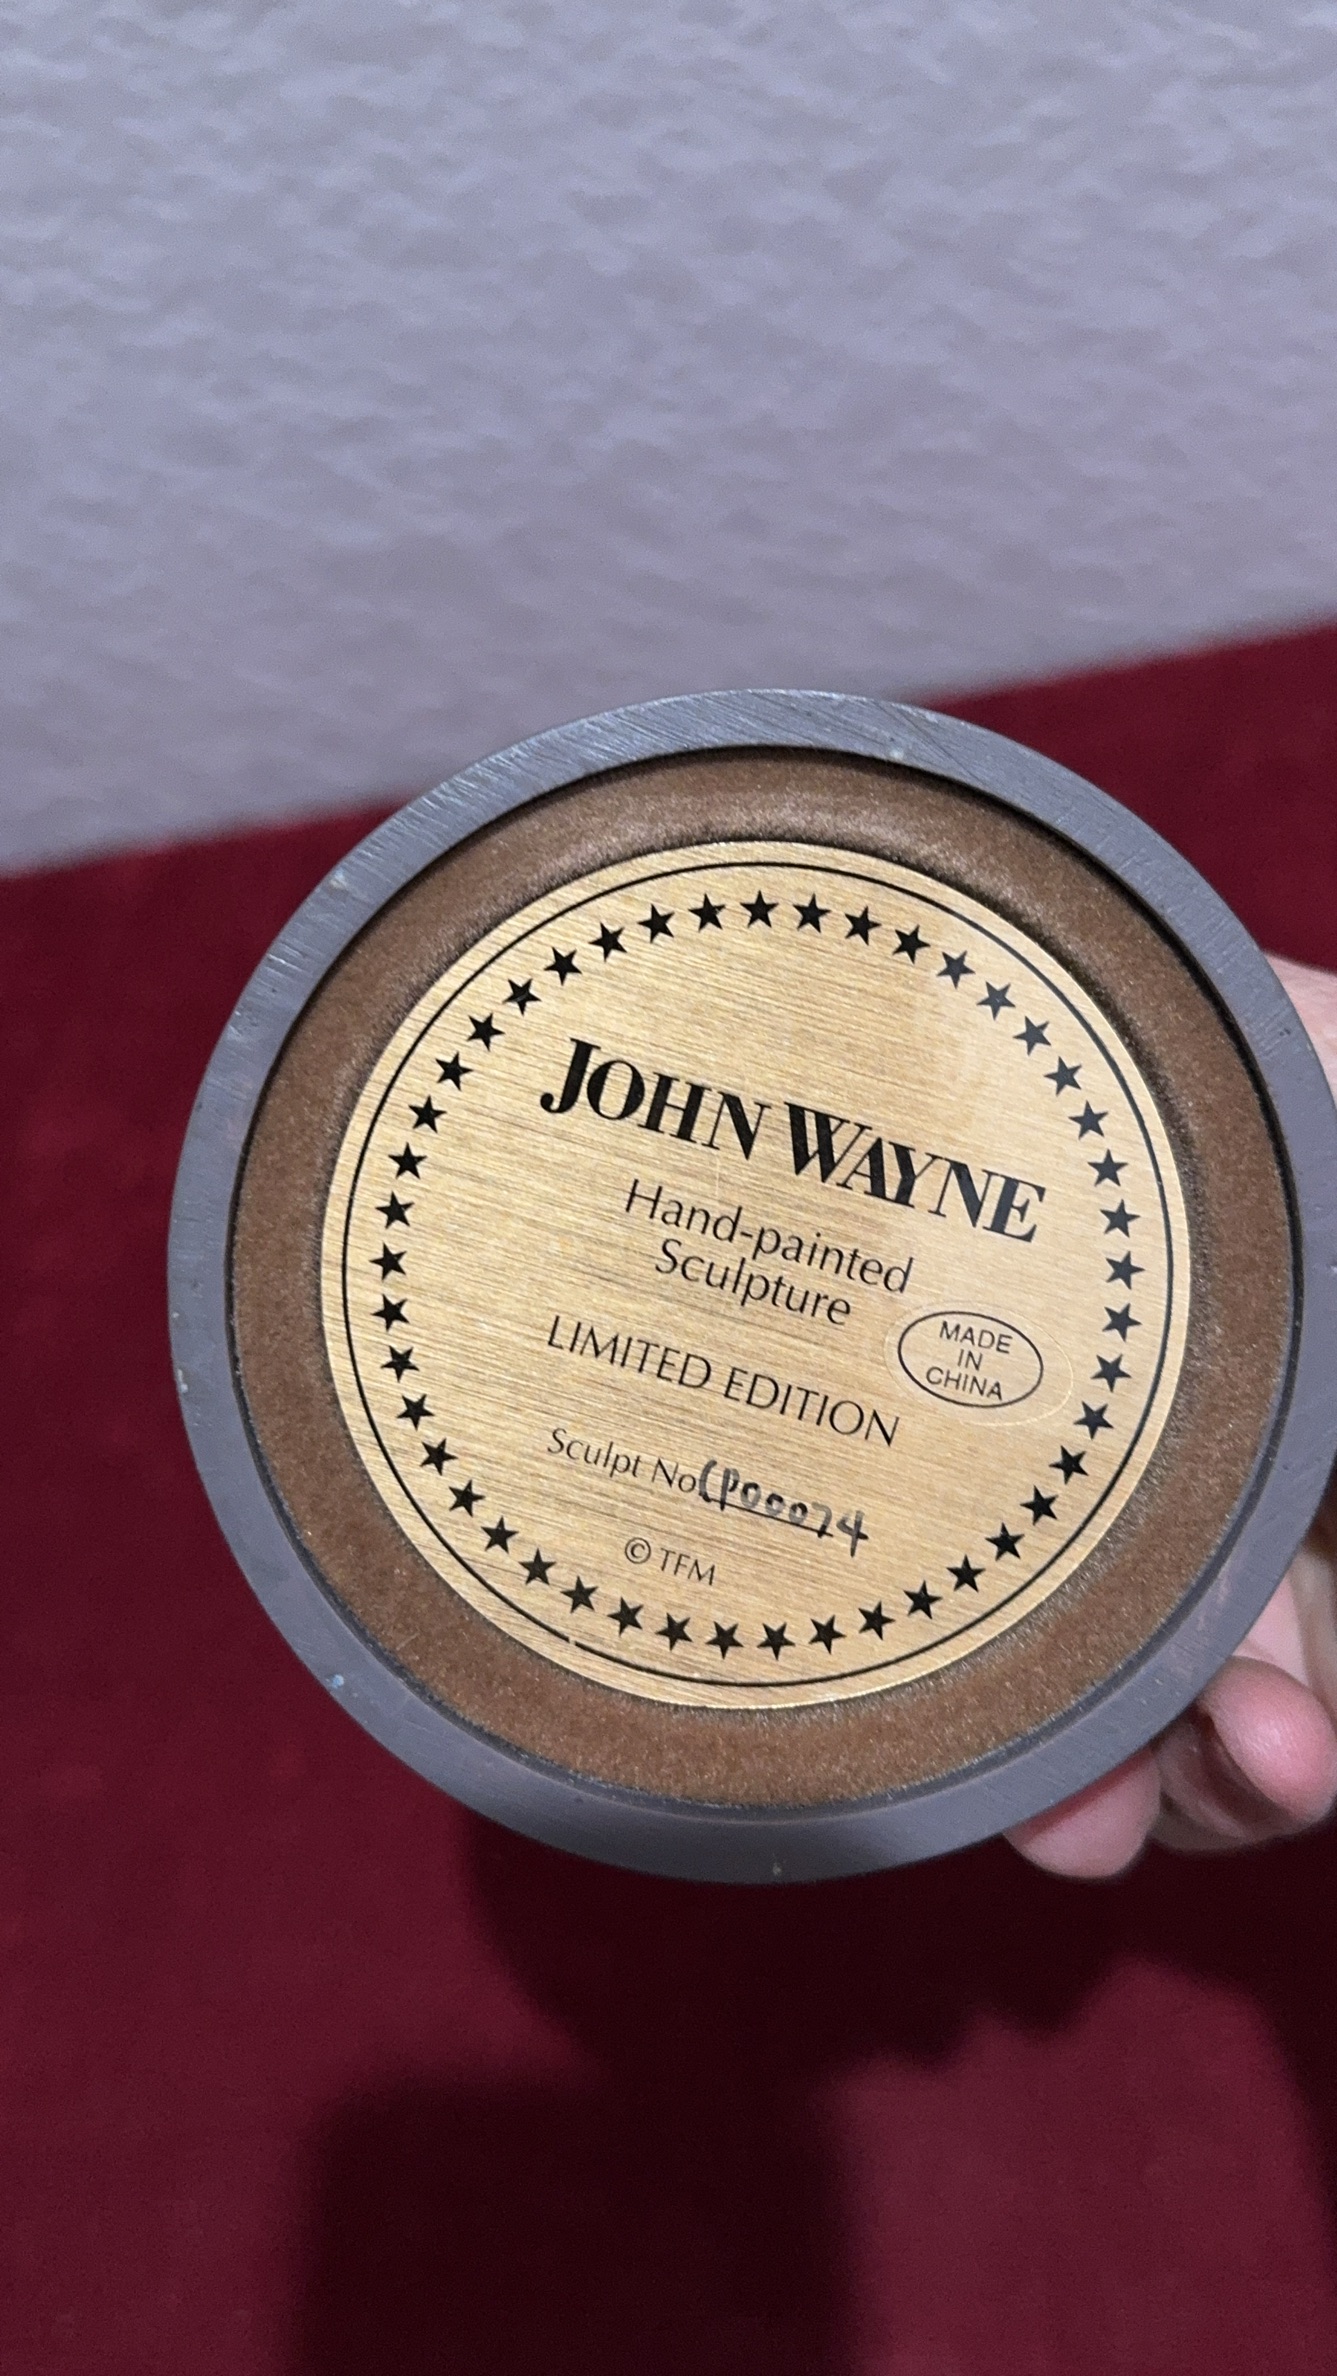 JOHN WAYNE
Hand-painted
Sculpture
LIMITED EDITION
MADE
IN
CHINA
Sculpt No. CP00074
© TFM